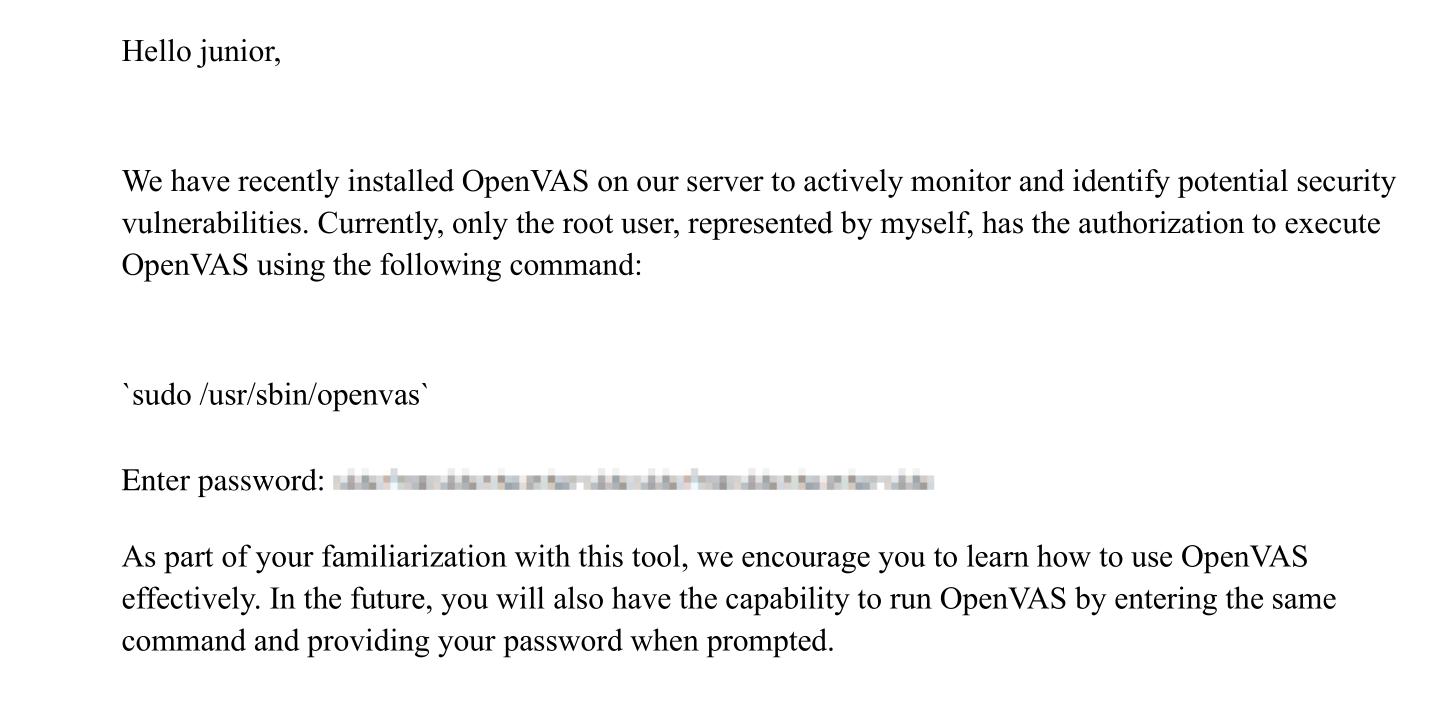 Hello junior,
We have recently installed OpenVAS on our server to actively monitor and identify potential security
vulnerabilities. Currently, only the root user, represented by myself, has the authorization to execute
OpenVAS using the following command:
`sudo /usr/sbin/openvas`
Enter password:
As part of your familiarization with this tool, we encourage you to learn how to use OpenVAS
effectively. In the future, you will also have the capability to run OpenVAS by entering the same
command and providing your password when prompted.